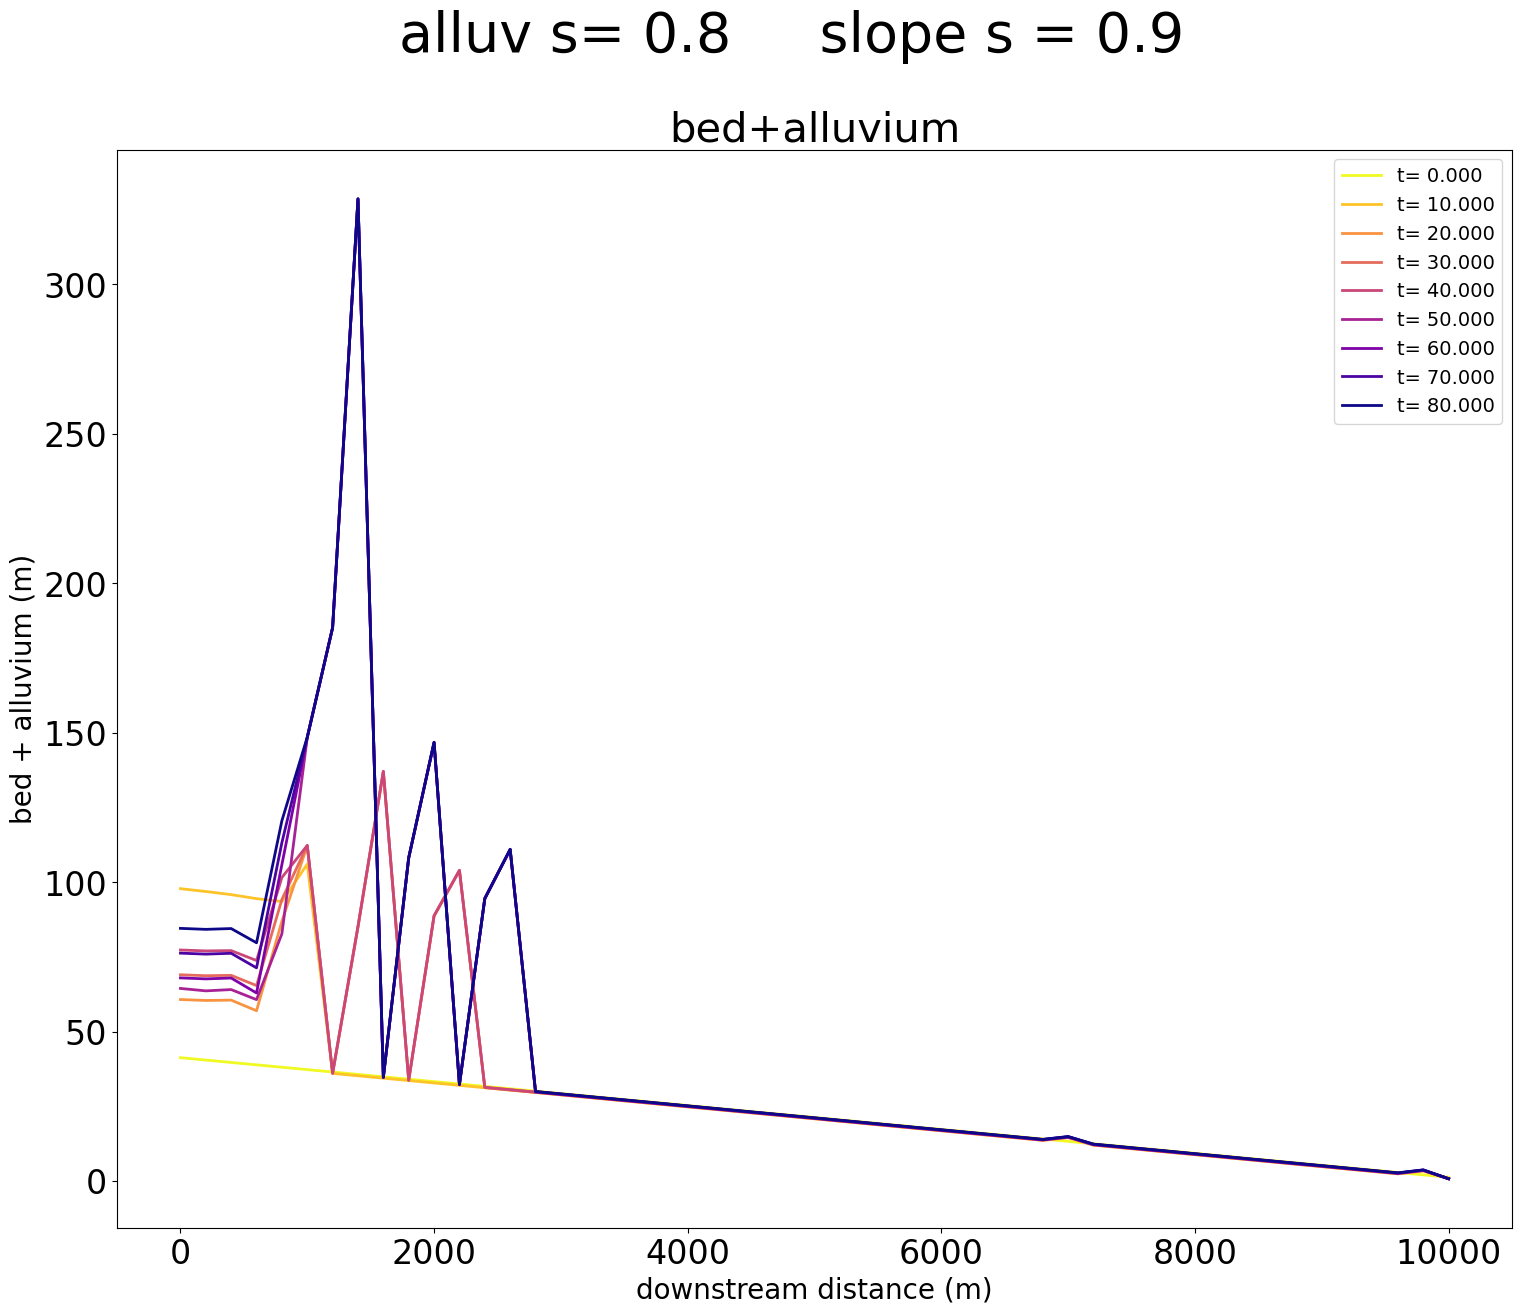 alluv s= 0.8 slope s = 0.9
bed+alluvium
t= 0.000
t= 10.000
t= 20.000
t= 30.000
t= 40.000
t= 50.000
t= 60.000
t= 70.000
t= 80.000
300
250
200
150
100
50
0
bed + alluvium (m)
0 2000 4000 6000 8000 10000
downstream distance (m)